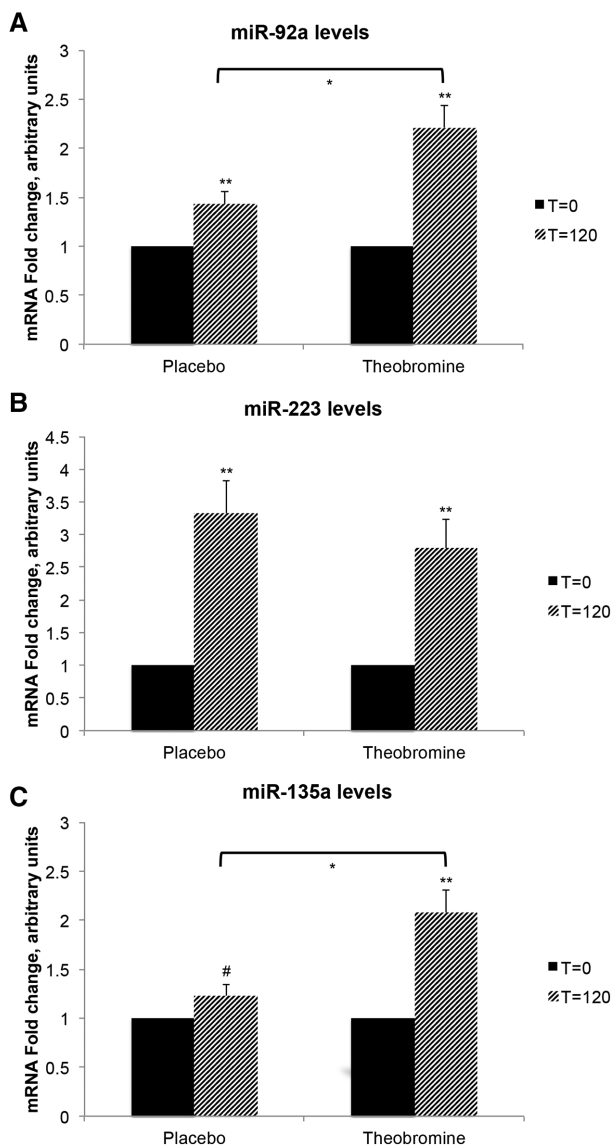 A
miR-92a levels
mRNA Fold change, arbitrary units
3
2.5
2
1.5
1
0.5
0
*
**
**
Placebo
Theobromine
T=0
T=120
B
miR-223 levels
mRNA Fold change, arbitrary units
4.5
4
3.5
3
2.5
2
1.5
1
0.5
0
**
**
Placebo
Theobromine
T=0
T=120
C
miR-135a levels
mRNA Fold change, arbitrary units
3
2.5
2
1.5
1
0.5
0
*
**
#
Placebo
Theobromine
T=0
T=120